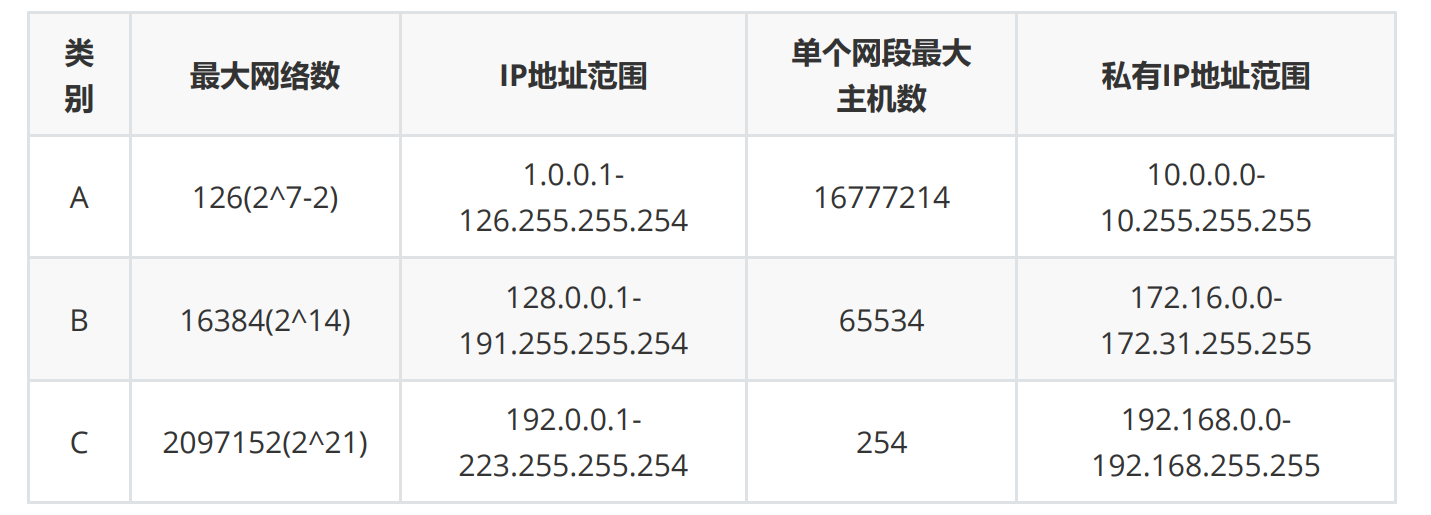 类
别
最大网络数
IP地址范围
单个网段最大
主机数
私有IP地址范围
A
126(2^7-2)
1.0.0.1-
126.255.255.254
16777214
10.0.0.0-
10.255.255.255
B
16384(2^14)
128.0.0.1-
191.255.255.254
65534
172.16.0.0-
172.31.255.255
C
2097152(2^21)
192.0.0.1-
223.255.255.254
254
192.168.0.0-
192.168.255.255